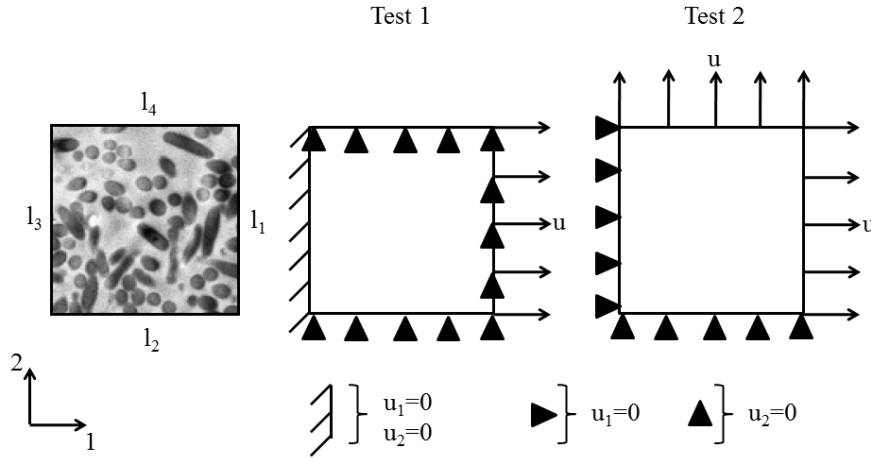 Test 1
Test 2
l₄
l₃
l₁
l₂
u
u
u
2
1
u₁=0
u₂=0
u₁=0
u₂=0